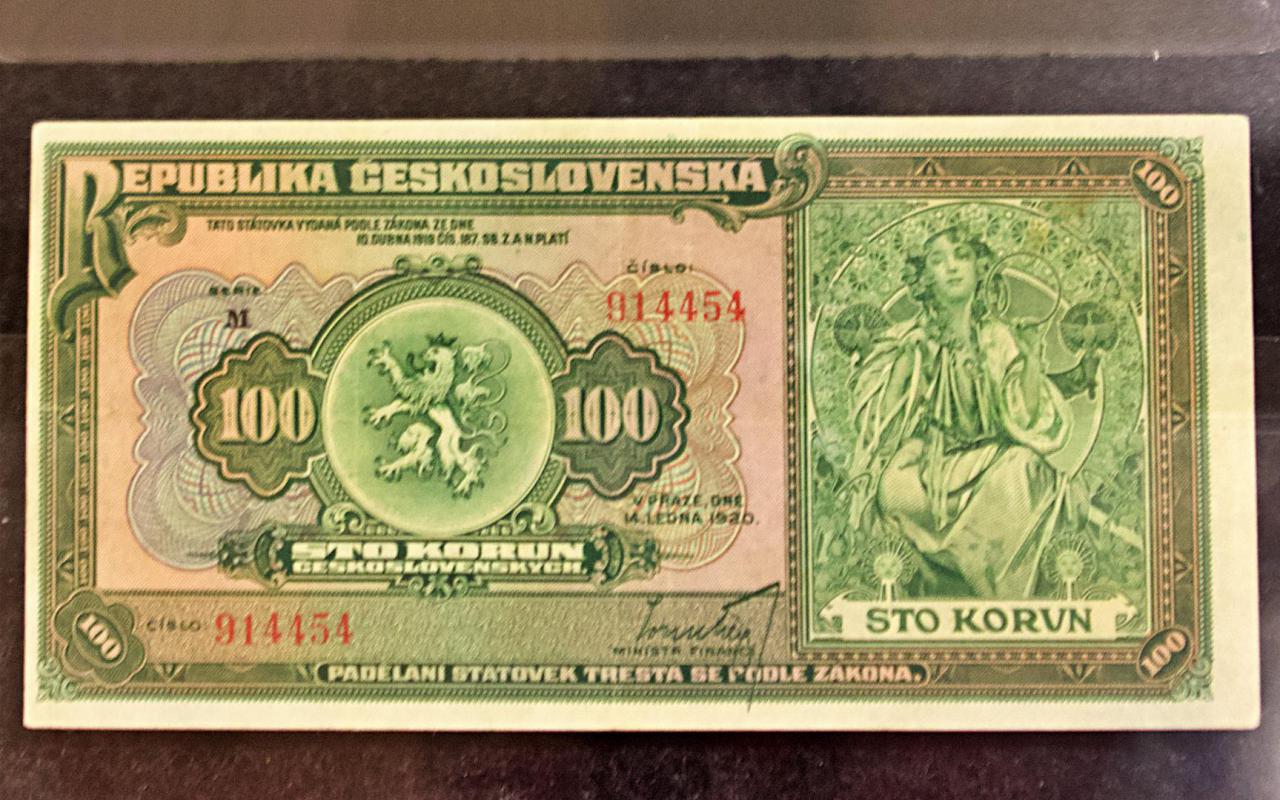 REPUBLIKA ČESKOSLOVENSKÁ
100
TATO STÁTOVKA VYDANÁ PODLE ZÁKONA ZE DNE
10. DUBNA 1919 ČÍS. 187. SB. Z. A N. PLATÍ
SERIE
M
ČÍSLO:
914454
100
100
V PRAZE, DNE
14. LEDNA 1920.
STO KORUN
ČESKOSLOVENSKÝCH.
STO KORVN
100
ČÍSLO:
914454
MINISTR FINANCÍ
100
PADĚLÁNÍ STÁTOVEK TRESTÁ SE PODLE ZÁKONA.